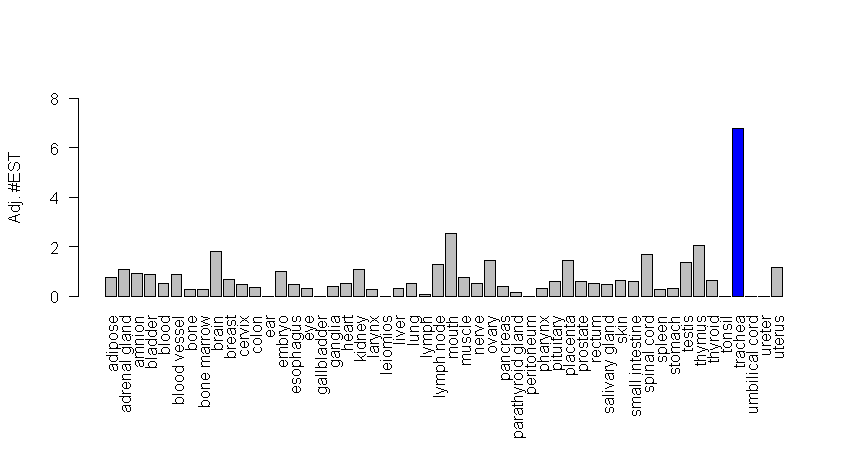 Adj. #EST
8
6
4
2
0
adipose
adrenal gland
amnion
bladder
blood
blood vessel
bone
bone marrow
brain
breast
cervix
colon
ear
embryo
esophagus
eye
gallbladder
ganglia
heart
kidney
larynx
leiomios
liver
lung
lymph
lymph node
mouth
muscle
nerve
ovary
pancreas
parathyroid gland
peritoneum
pharynx
pituitary
placenta
prostate
rectum
salivary gland
skin
small intestine
spinal cord
spleen
stomach
testis
thymus
thyroid
tonsil
trachea
umbilical cord
ureter
uterus